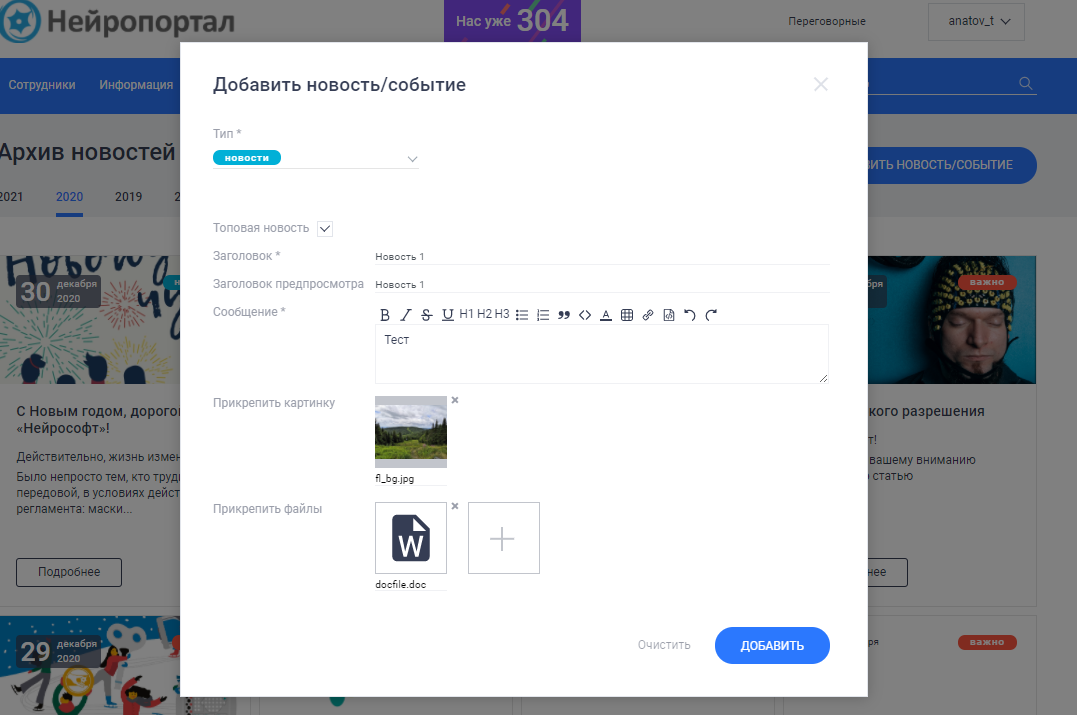 Нейропортал
Нас уже 304
Переговорные
anatov_t
Сотрудники
Информация
Архив новостей
ИТЬ НОВОСТЬ/СОБЫТИЕ
2021
2020
2019
2
Добавить новость/событие
Тип *
новости
Топовая новость
Заголовок *
Новость 1
Заголовок предпросмотра
Новость 1
Сообщение *
B I S U H1 H2 H3 A
Тест
Прикрепить картинку
fl_bg.jpg
Прикрепить файлы
W
docfile.doc
Очистить
ДОБАВИТЬ
30
декабря
2020
С Новым годом, дорогой
«Нейрософт»!
Действительно, жизнь измен
Было непросто тем, кто труди
передовой, в условиях дейст
регламента: маски...
Подробнее
бря
важно
кого разрешения
т!
вашему вниманию
статью
нее
29
декабря
2020
ря
важно